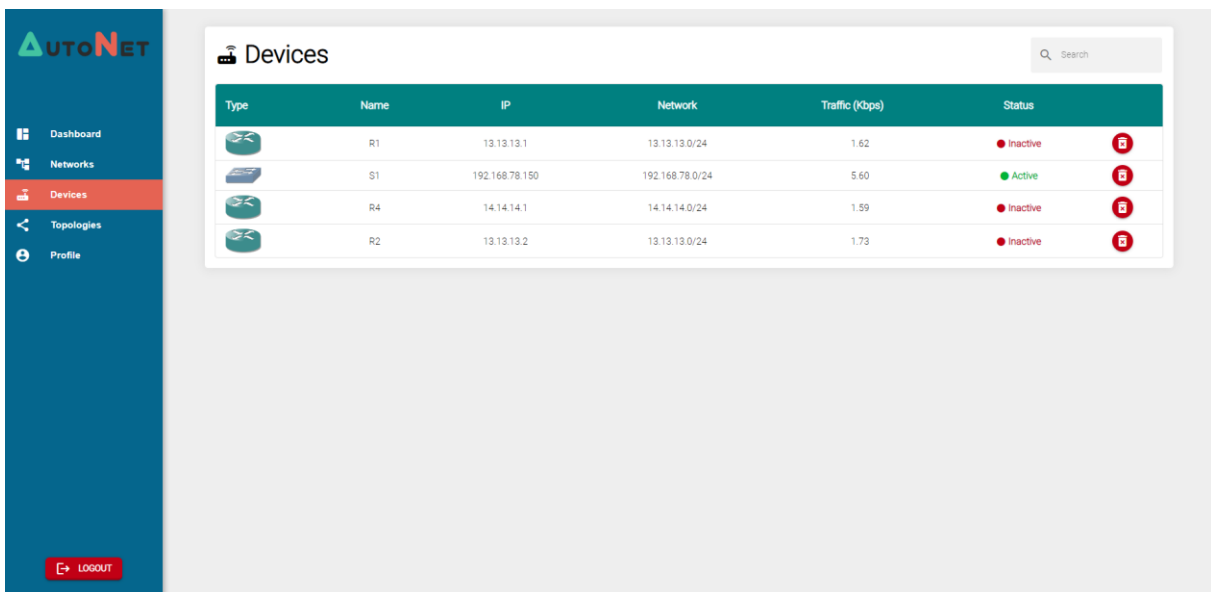 AUTONET
Dashboard
Networks
Devices
Topologies
Profile
LOGOUT
Devices
Search
Type Name IP Network Traffic (Kbps) Status
R1 13.13.13.1 13.13.13.0/24 1.62 Inactive
S1 192.168.78.150 192.168.78.0/24 5.60 Active
R4 14.14.14.1 14.14.14.0/24 1.59 Inactive
R2 13.13.13.2 13.13.13.0/24 1.73 Inactive